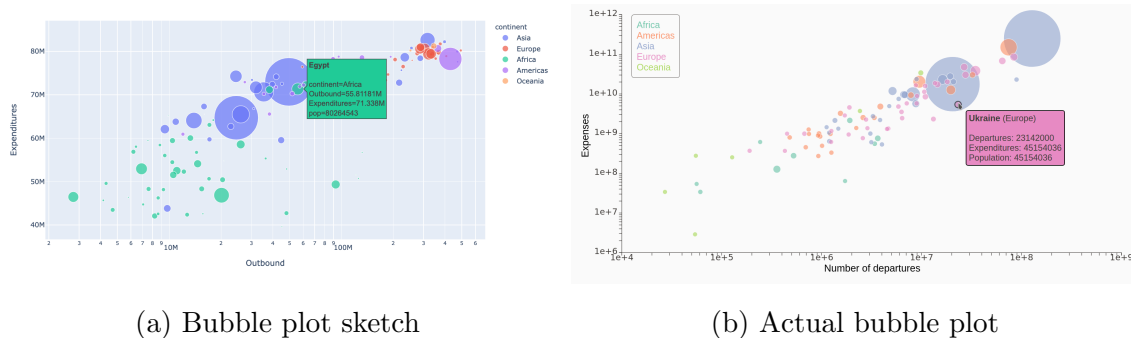 continent
Asia
Europe
Africa
Americas
Oceania
80M
70M
60M
50M
40M
Expenditures
Egypt
continent=Africa
Outbound=55.81181M
Expenditures=71.338M
pop=80264543
2 3 4 5 6 7 8 9 10M 2 3 4 5 6 7 8 9 100M 2 3 4 5 6
Outbound
(a) Bubble plot sketch
1e+12
1e+11
1e+10
1e+9
1e+8
1e+7
1e+6
Expenses
Africa
Americas
Asia
Europe
Oceania
Ukraine (Europe)
Departures: 23142000
Expenditures: 45154036
Population: 45154036
1e+4 1e+5 1e+6 1e+7 1e+8 1e+9
Number of departures
(b) Actual bubble plot